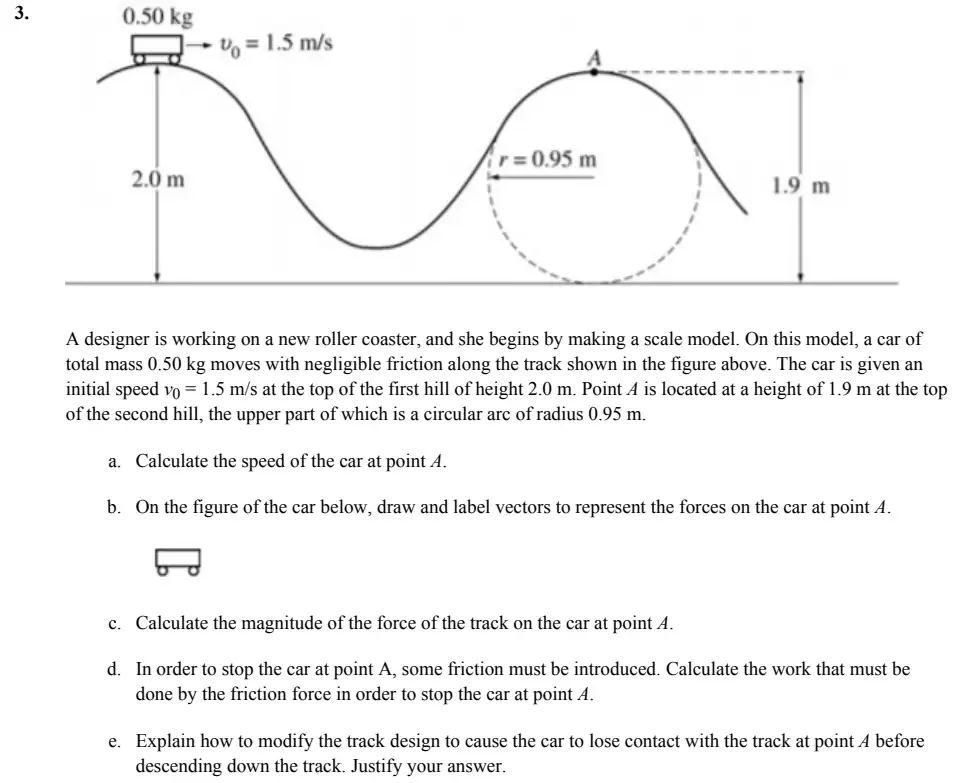 3.
0.50 kg
v₀ = 1.5 m/s
A
r = 0.95 m
2.0 m
1.9 m
A designer is working on a new roller coaster, and she begins by making a scale model. On this model, a car of
total mass 0.50 kg moves with negligible friction along the track shown in the figure above. The car is given an
initial speed v₀ = 1.5 m/s at the top of the first hill of height 2.0 m. Point A is located at a height of 1.9 m at the top
of the second hill, the upper part of which is a circular arc of radius 0.95 m.
a. Calculate the speed of the car at point A.
b. On the figure of the car below, draw and label vectors to represent the forces on the car at point A.
c. Calculate the magnitude of the force of the track on the car at point A.
d. In order to stop the car at point A, some friction must be introduced. Calculate the work that must be
done by the friction force in order to stop the car at point A.
e. Explain how to modify the track design to cause the car to lose contact with the track at point A before
descending down the track. Justify your answer.